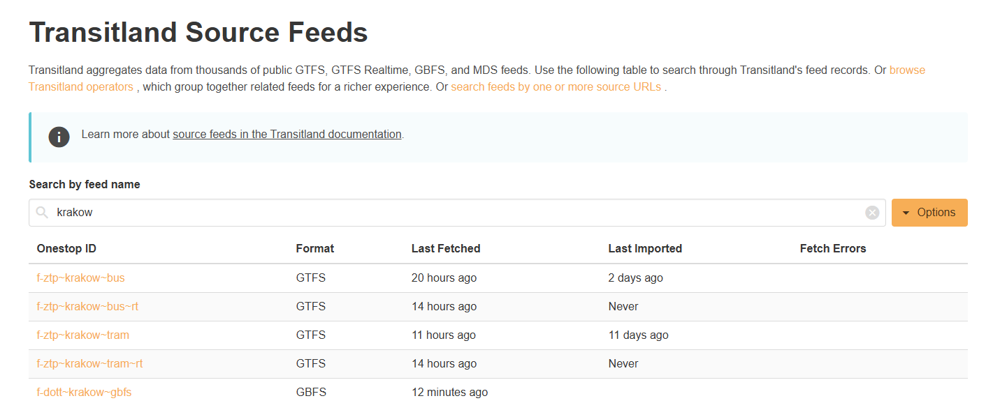 Transitland Source Feeds
Transitland aggregates data from thousands of public GTFS, GTFS Realtime, GBFS, and MDS feeds. Use the following table to search through Transitland's feed records. Or browse
Transitland operators , which group together related feeds for a richer experience. Or search feeds by one or more source URLs .
Learn more about source feeds in the Transitland documentation.
Search by feed name
krakow
Options
Onestop ID Format Last Fetched Last Imported Fetch Errors
f-ztp~krakow~bus GTFS 20 hours ago 2 days ago
f-ztp~krakow~bus~rt GTFS 14 hours ago Never
f-ztp~krakow~tram GTFS 11 hours ago 11 days ago
f-ztp~krakow~tram~rt GTFS 14 hours ago Never
f-dott~krakow~gbfs GBFS 12 minutes ago